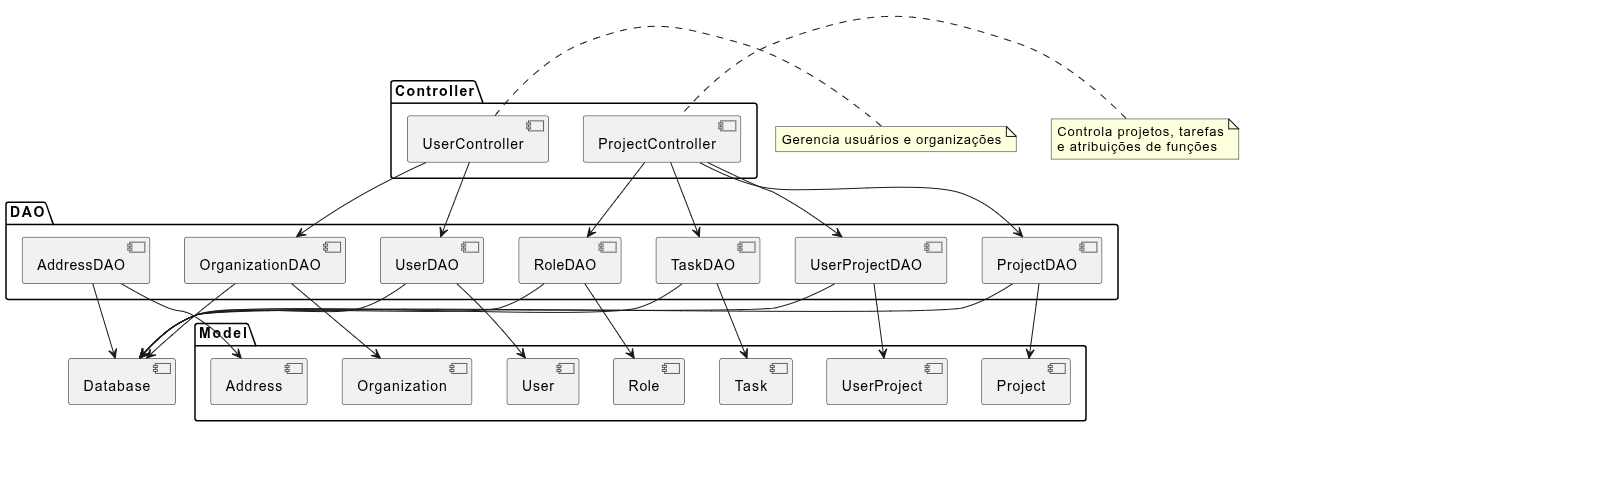 Controller
UserController
ProjectController
Gerencia usuários e organizações
Controla projetos, tarefas
e atribuições de funções
DAO
AddressDAO
OrganizationDAO
UserDAO
RoleDAO
TaskDAO
UserProjectDAO
ProjectDAO
Model
Database
Address
Organization
User
Role
Task
UserProject
Project